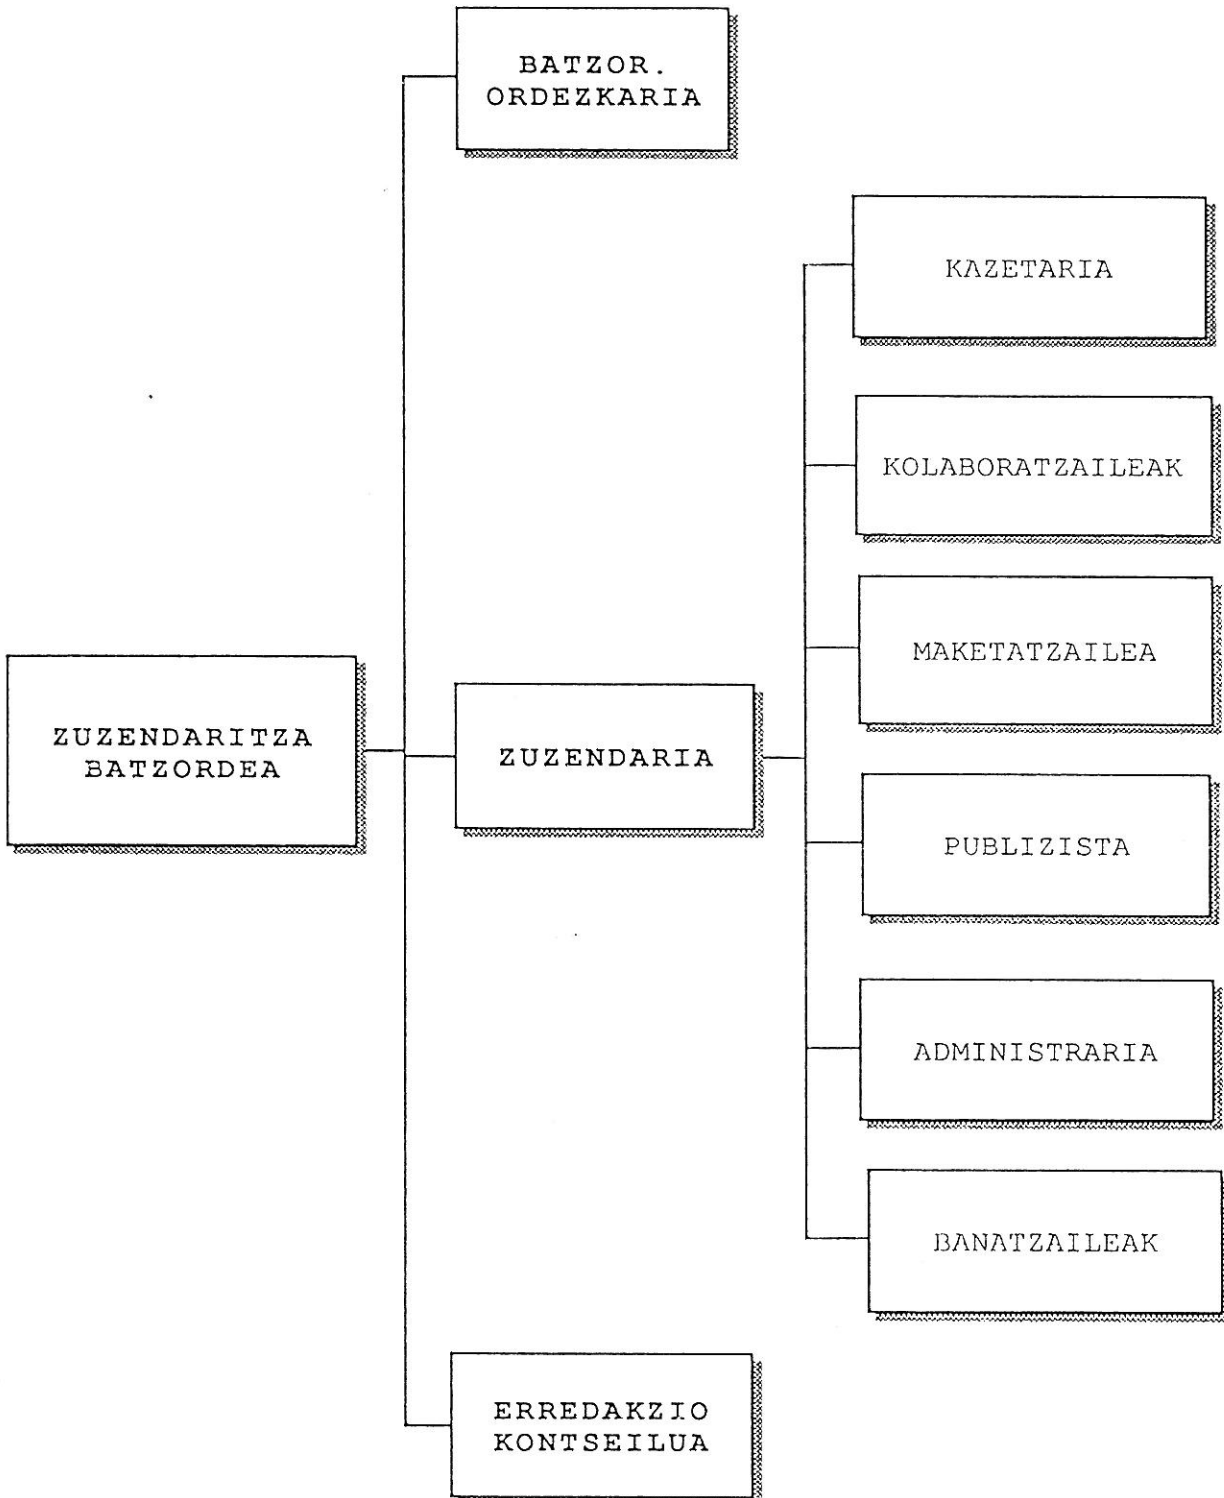 BATZOR.
ORDEZKARIA
KAZETARIA
KOLABORATZAILEAK
MAKETATZAILEA
ZUZENDARITZA
BATZORDEA
ZUZENDARIA
PUBLIZISTA
ADMINISTRARIA
BANATZAILEAK
ERREDAKZIO
KONTSEILUA